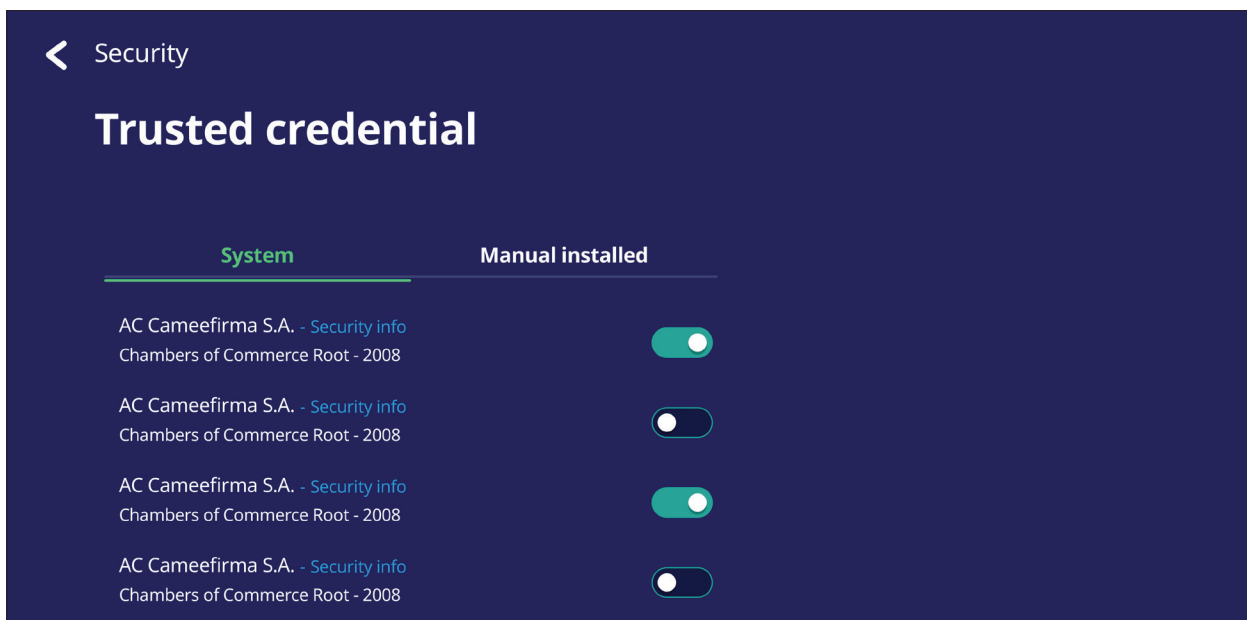 Security
Trusted credential
System Manual installed
AC Cameefirma S.A. - Security info
Chambers of Commerce Root - 2008
AC Cameefirma S.A. - Security info
Chambers of Commerce Root - 2008
AC Cameefirma S.A. - Security info
Chambers of Commerce Root - 2008
AC Cameefirma S.A. - Security info
Chambers of Commerce Root - 2008